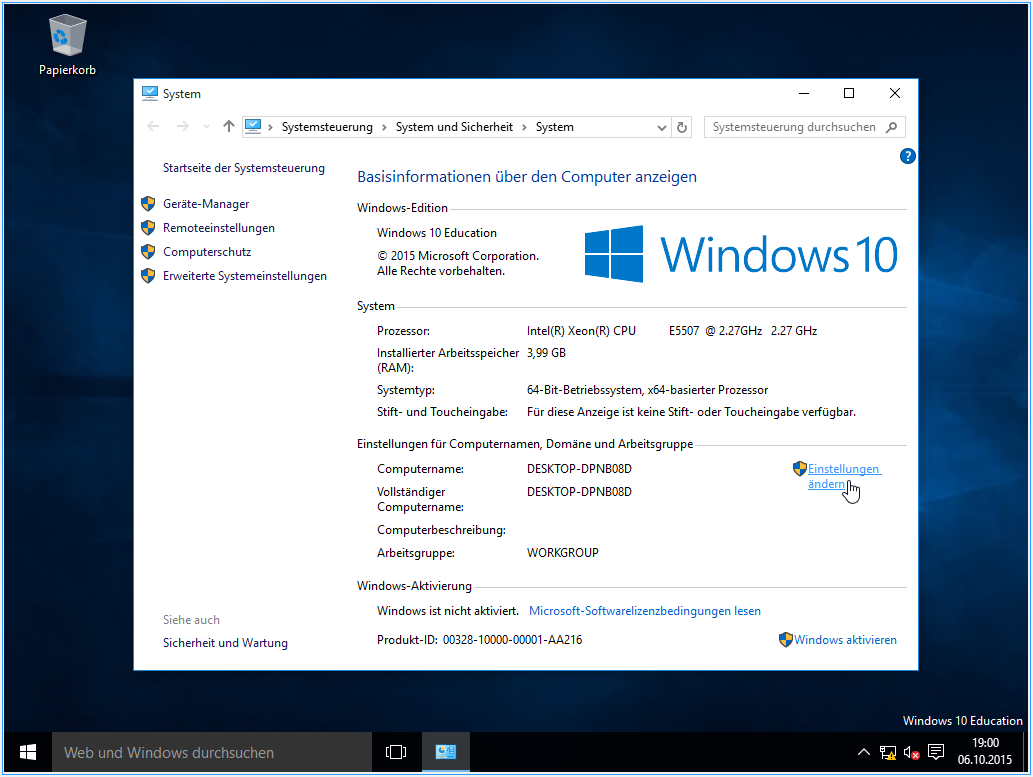 Papierkorb
System
Systemsteuerung
System und Sicherheit
System
Systemsteuerung durchsuchen
?
Startseite der Systemsteuerung
Geräte-Manager
Remoteeinstellungen
Computerschutz
Erweiterte Systemeinstellungen
Siehe auch
Sicherheit und Wartung
Basisinformationen über den Computer anzeigen
Windows-Edition
Windows 10 Education
© 2015 Microsoft Corporation.
Alle Rechte vorbehalten.
Windows 10
System
Prozessor: Intel(R) Xeon(R) CPU E5507 @ 2.27GHz 2.27 GHz
Installierter Arbeitsspeicher 3,99 GB
(RAM):
Systemtyp: 64-Bit-Betriebssystem, x64-basierter Prozessor
Stift- und Toucheingabe: Für diese Anzeige ist keine Stift- oder Toucheingabe verfügbar.
Einstellungen für Computernamen, Domäne und Arbeitsgruppe
Computername: DESKTOP-DPNB08D
Einstellungen
ändern
Vollständiger DESKTOP-DPNB08D
Computername:
Computerbeschreibung:
Arbeitsgruppe: WORKGROUP
Windows-Aktivierung
Windows ist nicht aktiviert. Microsoft-Softwarelizenzbedingungen lesen
Produkt-ID: 00328-10000-00001-AA216
Windows aktivieren
Windows 10 Education
Web und Windows durchsuchen
19:00
06.10.2015